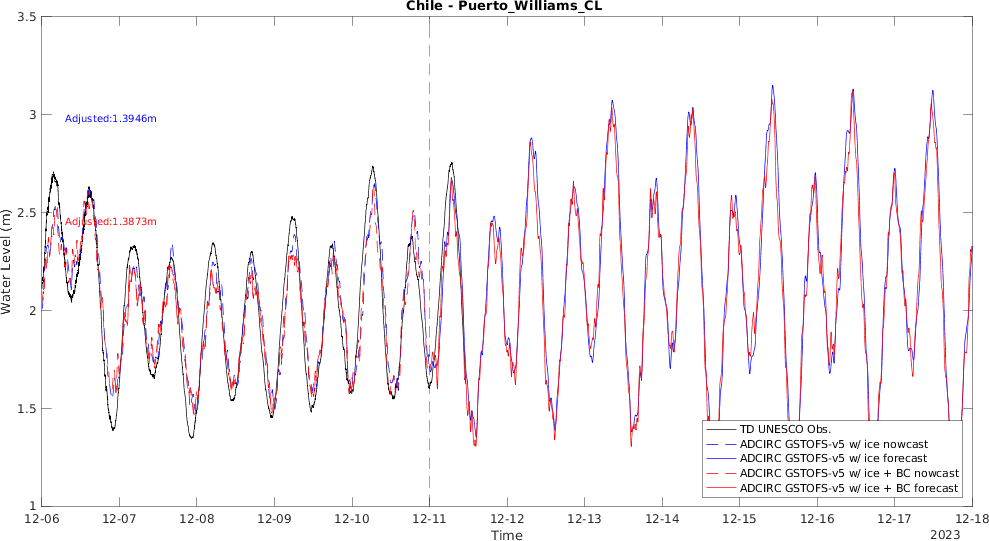 Chile - Puerto_Williams_CL
3.5
3
2.5
2
1.5
1
Water Level (m)
Adjusted:1.3946m
Adjusted:1.3873m
TD UNESCO Obs.
ADCIRC GSTOFS-v5 w/ ice nowcast
ADCIRC GSTOFS-v5 w/ ice forecast
ADCIRC GSTOFS-v5 w/ ice + BC nowcast
ADCIRC GSTOFS-v5 w/ ice + BC forecast
12-06 12-07 12-08 12-09 12-10 12-11 12-12 12-13 12-14 12-15 12-16 12-17 12-18
Time
2023